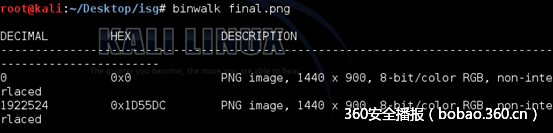 root@kali:~/Desktop/isg# binwalk final.png
DECIMAL HEX DESCRIPTION
KALI LINUX
--------------------------------------------------------------------------------
----------------------
0 0x0 PNG image, 1440 x 900, 8-bit/color RGB, non-inte
rlaced
1922524 0x1D55DC PNG image, 1440 x 900, 8-bit/color RGB, non-inte
rlaced
360安全播报（bobao.360.cn）